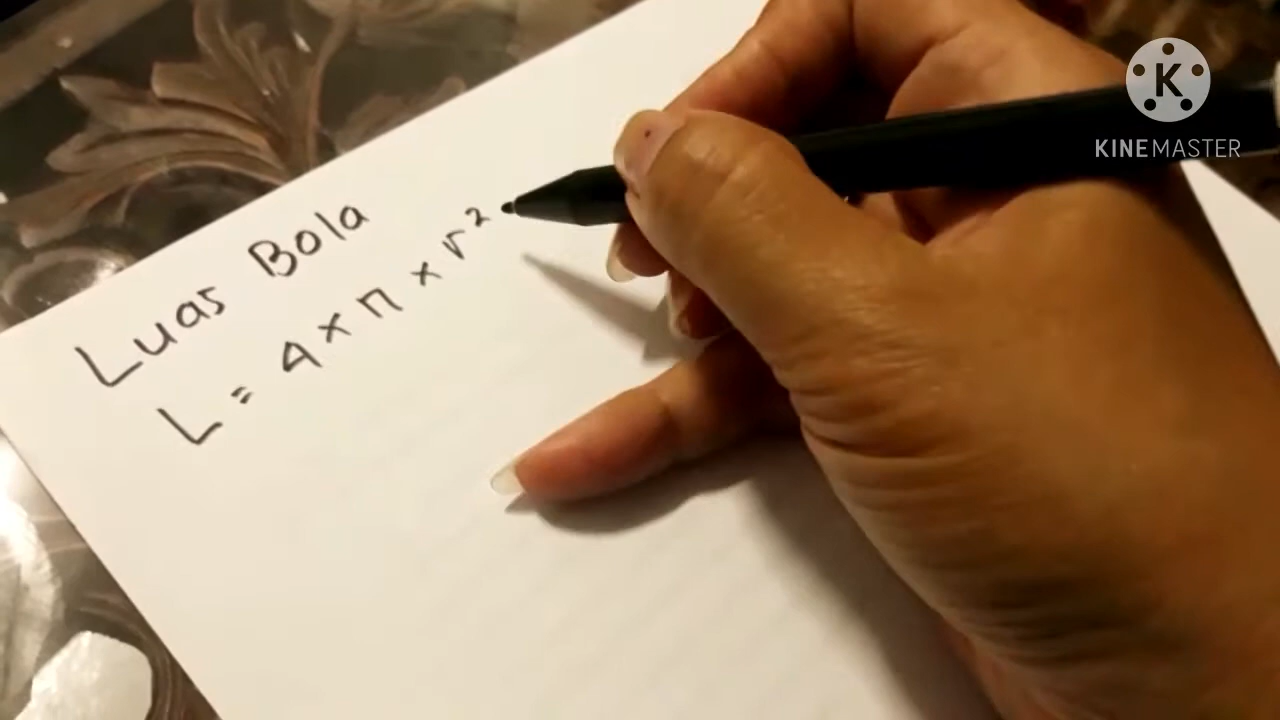 Luas Bola
L = 4 × π × r²
K
KINEMASTER